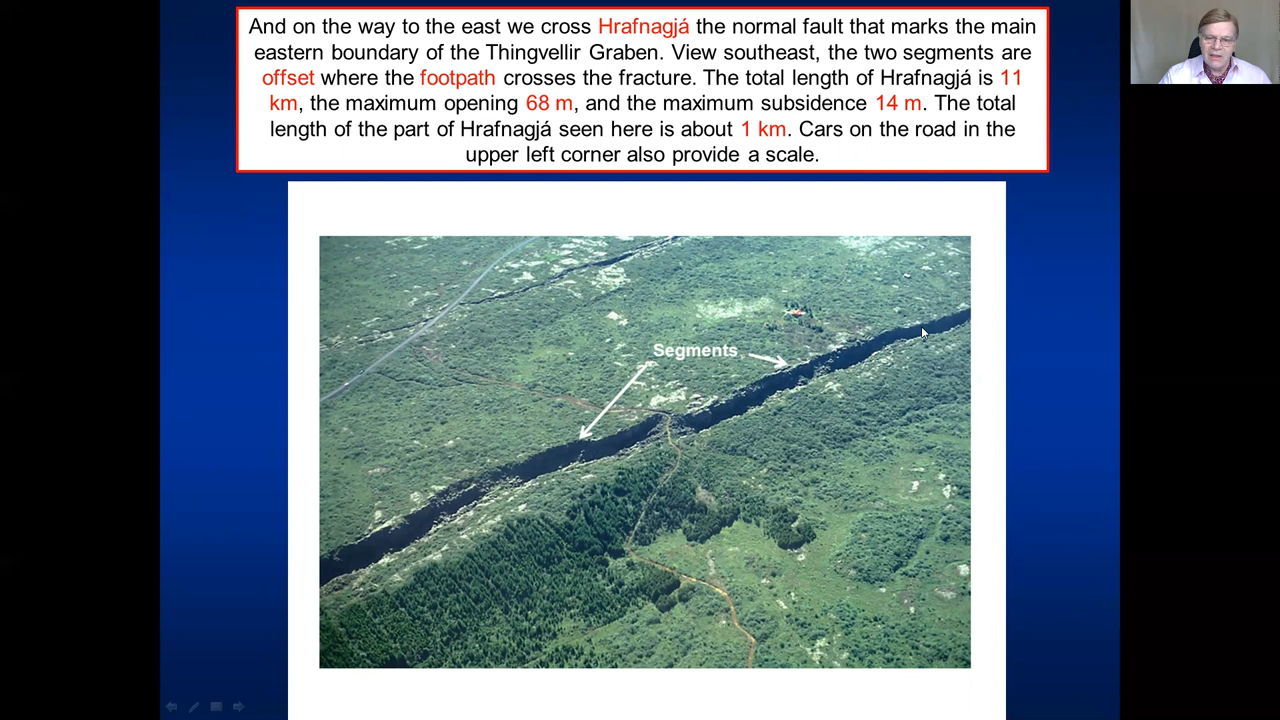 And on the way to the east we cross Hrafnagjá the normal fault that marks the main
eastern boundary of the Thingvellir Graben. View southeast, the two segments are
offset where the footpath crosses the fracture. The total length of Hrafnagjá is 11
km, the maximum opening 68 m, and the maximum subsidence 14 m. The total
length of the part of Hrafnagjá seen here is about 1 km. Cars on the road in the
upper left corner also provide a scale.
Segments